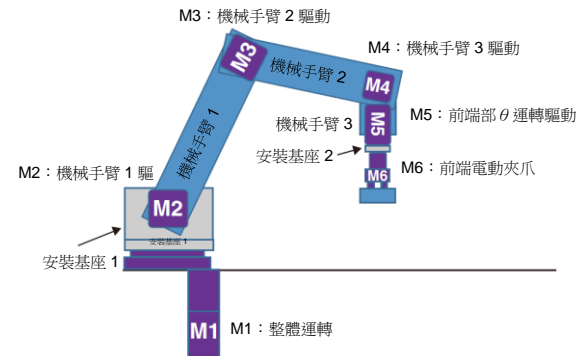 M3：機械手臂 2 驅動
M3
M4：機械手臂 3 驅動
機械手臂 2
M4
機械手臂 1
機械手臂 3
M5
M5：前端部θ運轉驅動
安裝基座 2
M6
M6：前端電動夾爪
M2：機械手臂 1 驅
M2
安裝基座 1
安裝基座 1
M1
M1：整體運轉